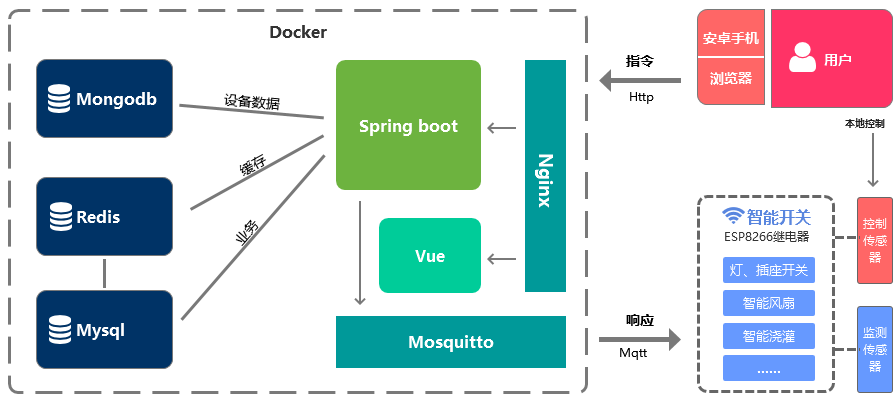 Docker
Mongodb
设备数据
Redis
缓存
Mysql
业务
Spring boot
Vue
Nginx
Mosquitto
指令
Http
响应
Mqtt
安卓手机
浏览器
用户
本地控制
智能开关
ESP8266继电器
灯、插座开关
智能风扇
智能浇灌
......
控制
传感
器
监测
传感
器